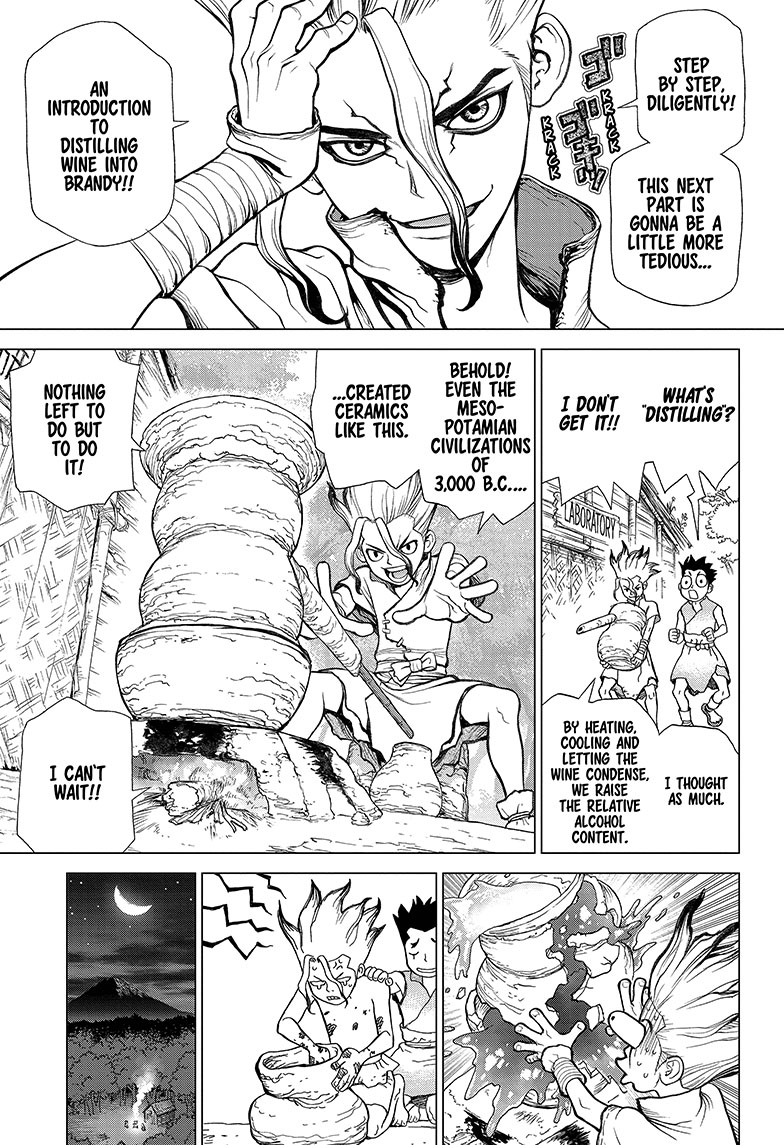 STEP
BY STEP,
DILIGENTLY!
THIS NEXT
PART IS
GONNA BE A
LITTLE MORE
TEDIOUS...
ゴ
KRACK
ゴキッ
KRACK
AN
INTRODUCTION
TO
DISTILLING
WINE INTO
BRANDY!!
WHAT'S
"DISTILLING"?
I DON'T
GET IT!!
LABORATORY
I THOUGHT
AS MUCH.
BY HEATING,
COOLING AND
LETTING THE
WINE CONDENSE,
WE RAISE
THE RELATIVE
ALCOHOL
CONTENT.
BEHOLD!
EVEN THE
MESO-
POTAMIAN
CIVILIZATIONS
OF
3,000 B.C....
...CREATED
CERAMICS
LIKE THIS.
NOTHING
LEFT TO
DO BUT
TO DO
IT!
I CAN'T
WAIT!!